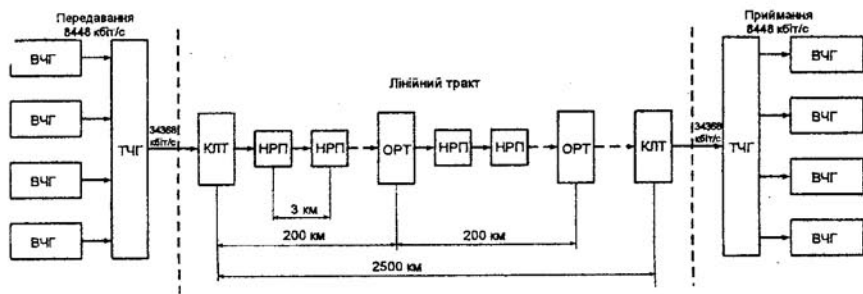 Передавання
8448 кбіт/с
ВЧГ
ВЧГ
ВЧГ
ВЧГ
ТЧГ
34368
кбіт/с
Лінійний тракт
КЛТ
НРП
НРП
ОРТ
НРП
НРП
ОРТ
КЛТ
3 км
200 км
200 км
2500 км
34368
кбіт/с
Приймання
8448 кбіт/с
ТЧГ
ВЧГ
ВЧГ
ВЧГ
ВЧГ